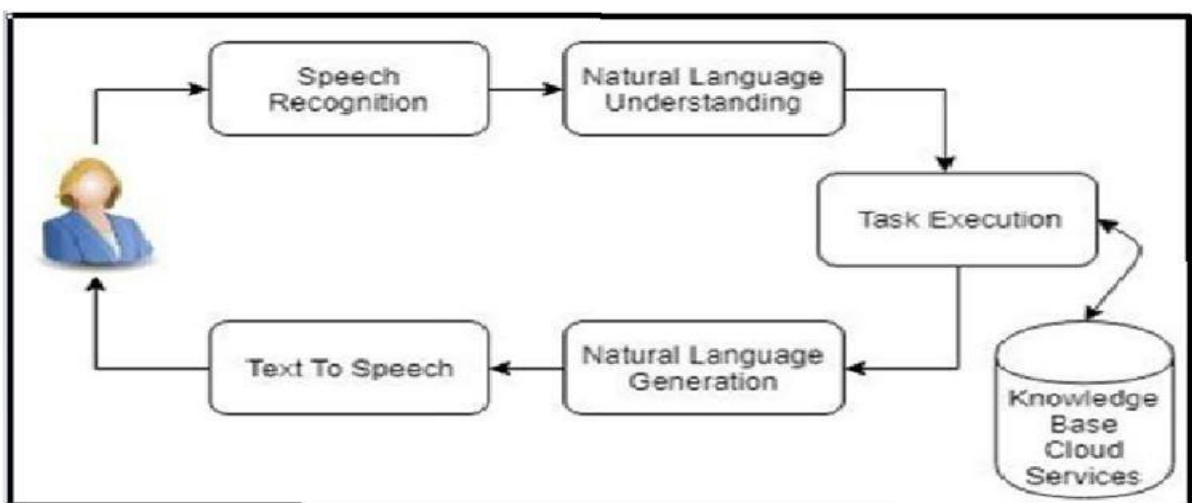 Speech
Recognition
Natural Language
Understanding
Task Execution
Text To Speech
Natural Language
Generation
Knowledge
Base
Cloud
Services